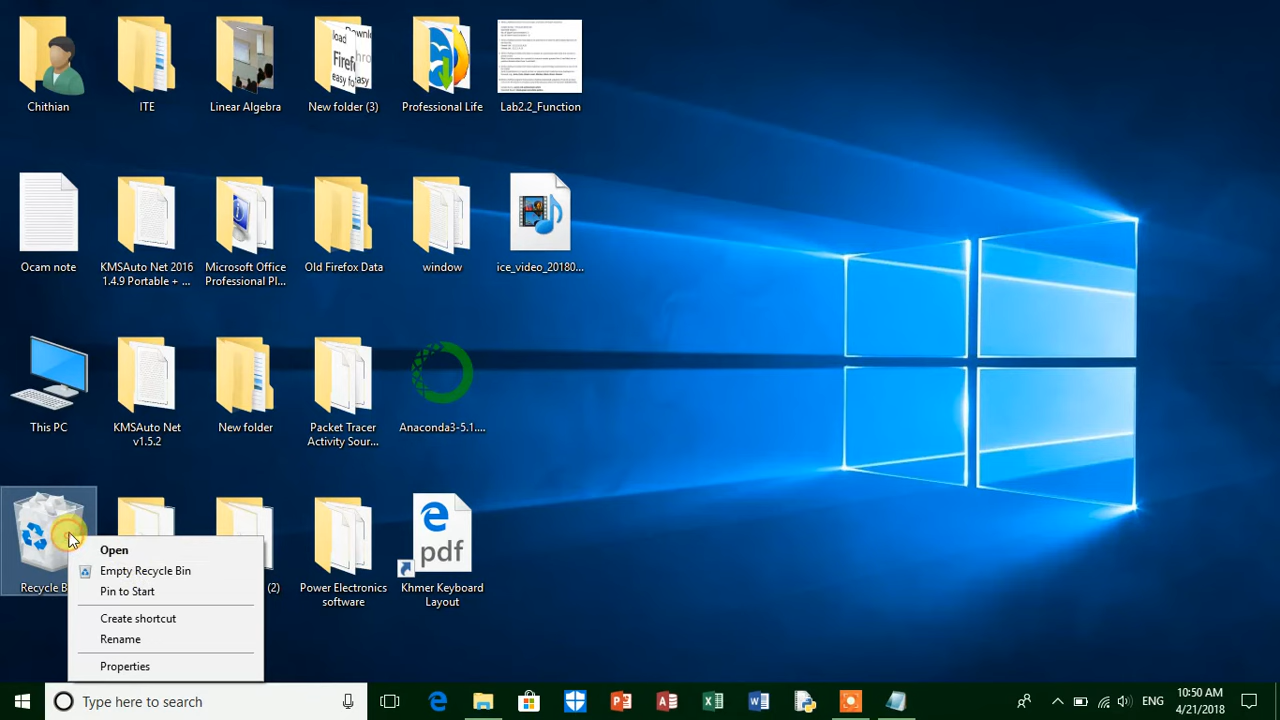 Chithian
ITE
Linear Algebra
New folder (3)
Professional Life
Lab2.2_Function
Ocam note
KMSAuto Net 2016
1.4.9 Portable + ...
Microsoft Office
Professional Pl...
Old Firefox Data
window
ice_video_20180...
This PC
KMSAuto Net
v1.5.2
New folder
Packet Tracer
Activity Sour...
Anaconda3-5.1....
Recycle B
(2)
Power Electronics
software
pdf
Khmer Keyboard
Layout
Open
Empty Recycle Bin
Pin to Start
Create shortcut
Rename
Properties
Type here to search
ENG
10:50 AM
4/21/2018